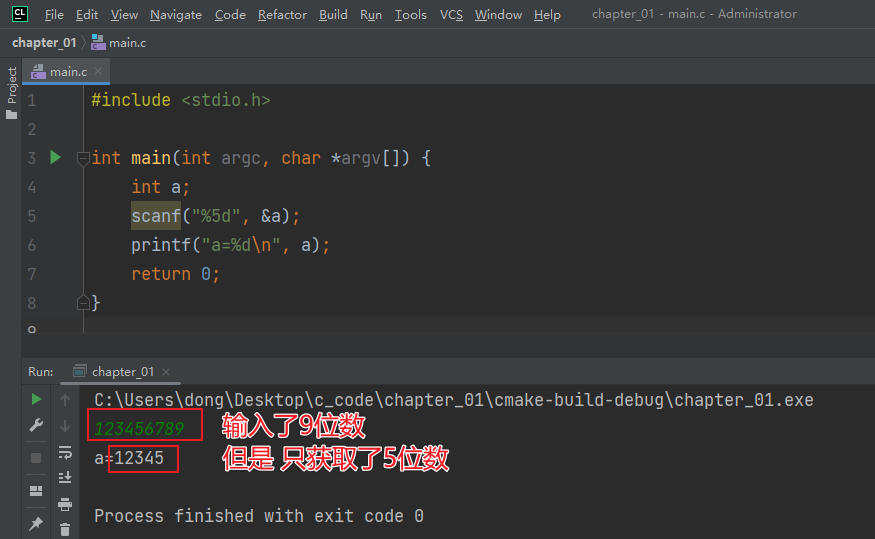 CL File Edit View Navigate Code Refactor Build Run Tools VCS Window Help chapter_01 - main.c - Administrator
chapter_01 main.c
main.c
Project
1 #include <stdio.h>
2
3 int main(int argc, char *argv[]) {
4 int a;
5 scanf("%5d", &a);
6 printf("a=%d\n", a);
7 return 0;
8 }
9
Run: chapter_01
C:\Users\dong\Desktop\c_code\chapter_01\cmake-build-debug\chapter_01.exe
123456789 输入了9位数
a=12345 但是 只获取了5位数
Process finished with exit code 0